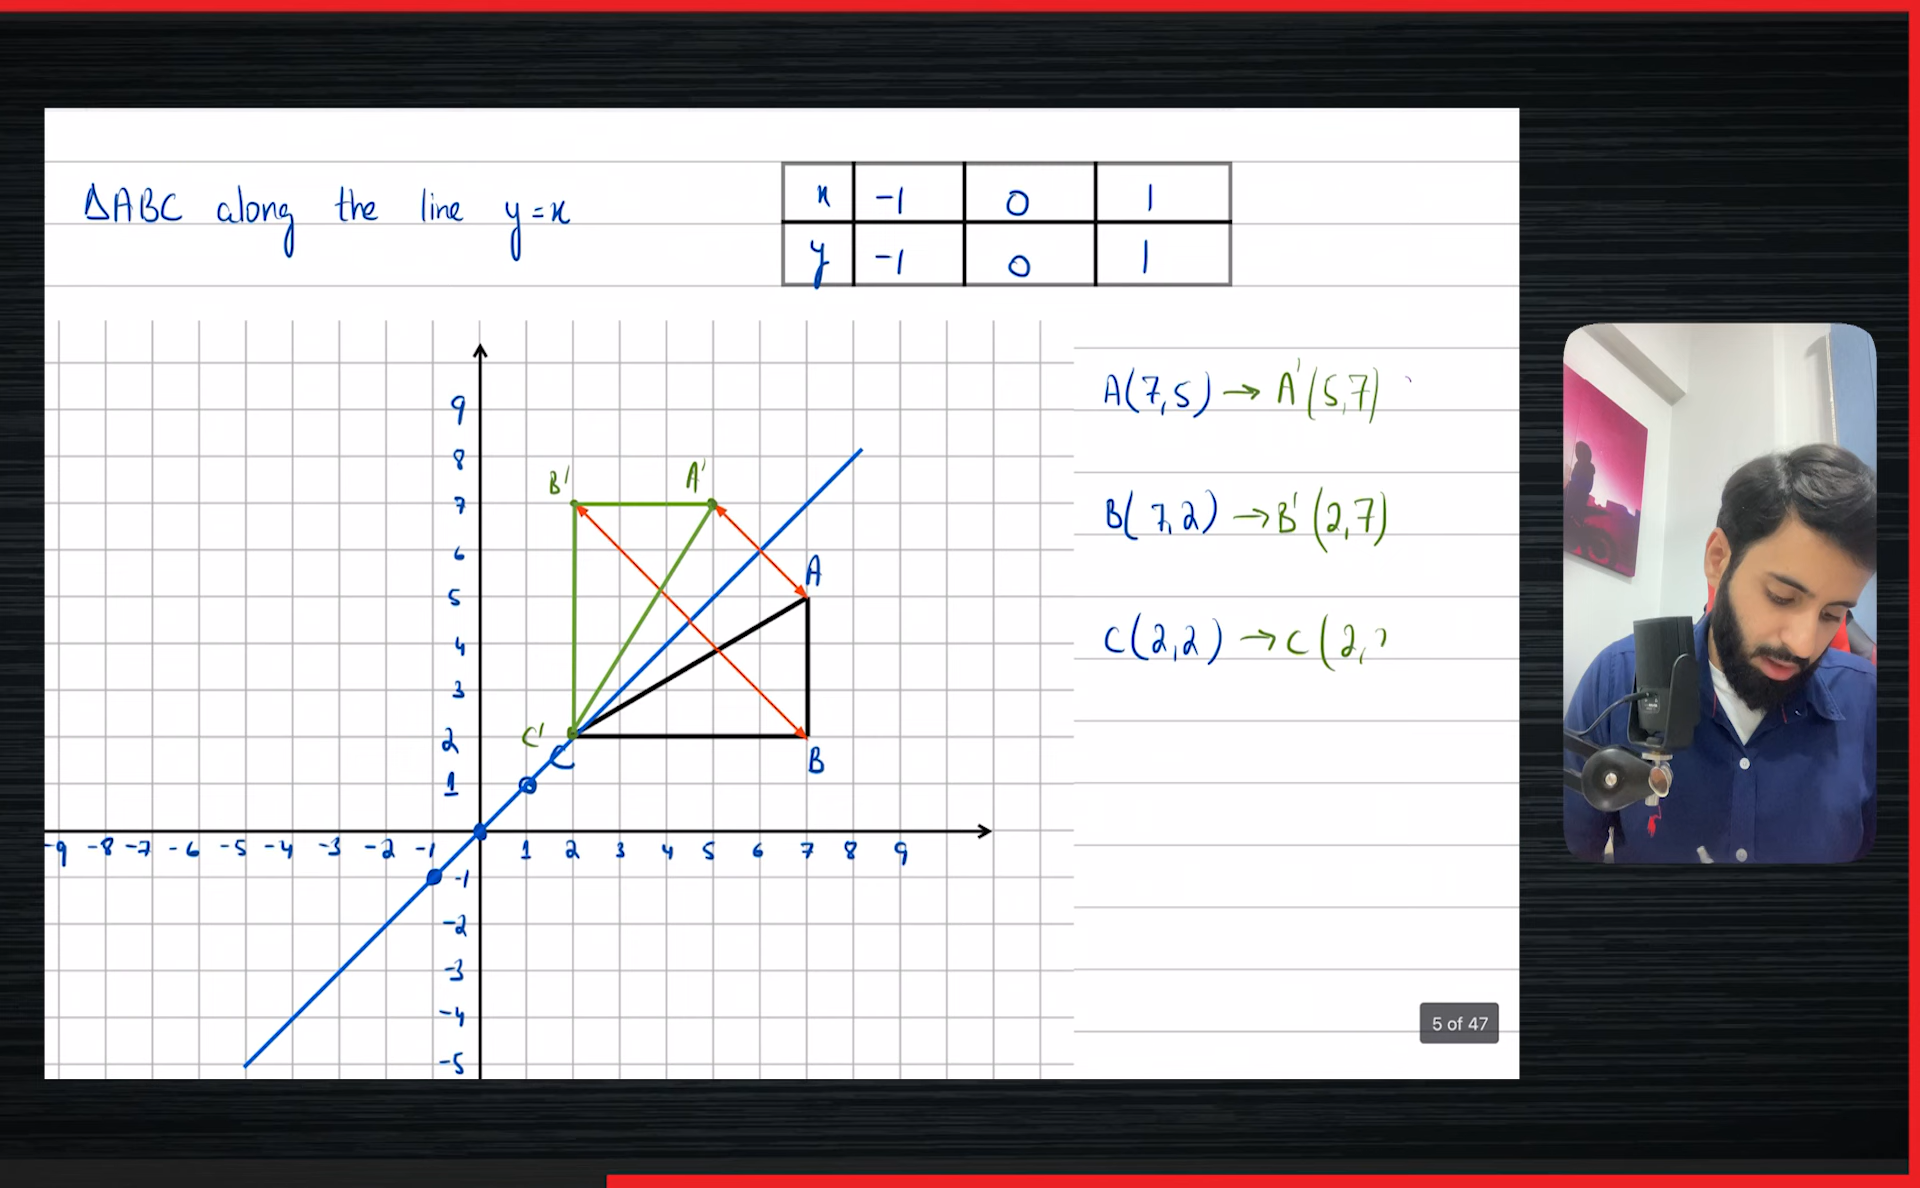 ΔABC along the line y=x
x -1 0 1
y -1 0 1
9
8
7
6
5
4
3
2
1
B' A'
A
C'
C
B
-9 -8 -7 -6 -5 -4 -3 -2 -1 1 2 3 4 5 6 7 8 9
-1
-2
-3
-4
-5
A(7,5) → A'(5,7)
B(7,2) → B'(2,7)
C(2,2) → C(2,
5 of 47